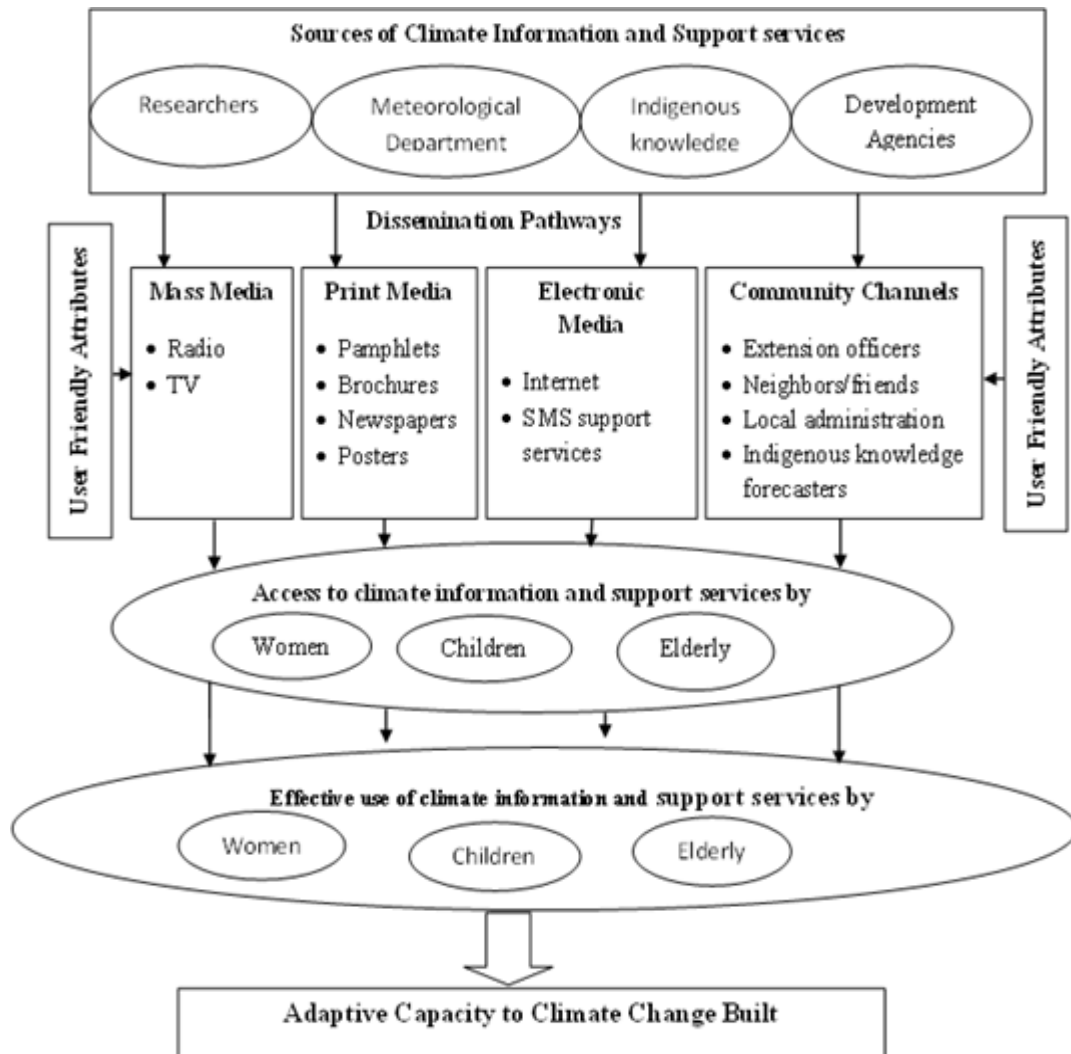 Sources of Climate Information and Support services
Researchers
Meteorological
Department
Indigenous
knowledge
Development
Agencies
Dissemination Pathways
User Friendly Attributes
Mass Media
• Radio
• TV
Print Media
• Pamphlets
• Brochures
• Newspapers
• Posters
Electronic
Media
• Internet
• SMS support
services
Community Channels
• Extension officers
• Neighbors/friends
• Local administration
• Indigenous knowledge
forecasters
User Friendly Attributes
Access to climate information and support services by
Women
Children
Elderly
Effective use of climate information and support services by
Women
Children
Elderly
Adaptive Capacity to Climate Change Built